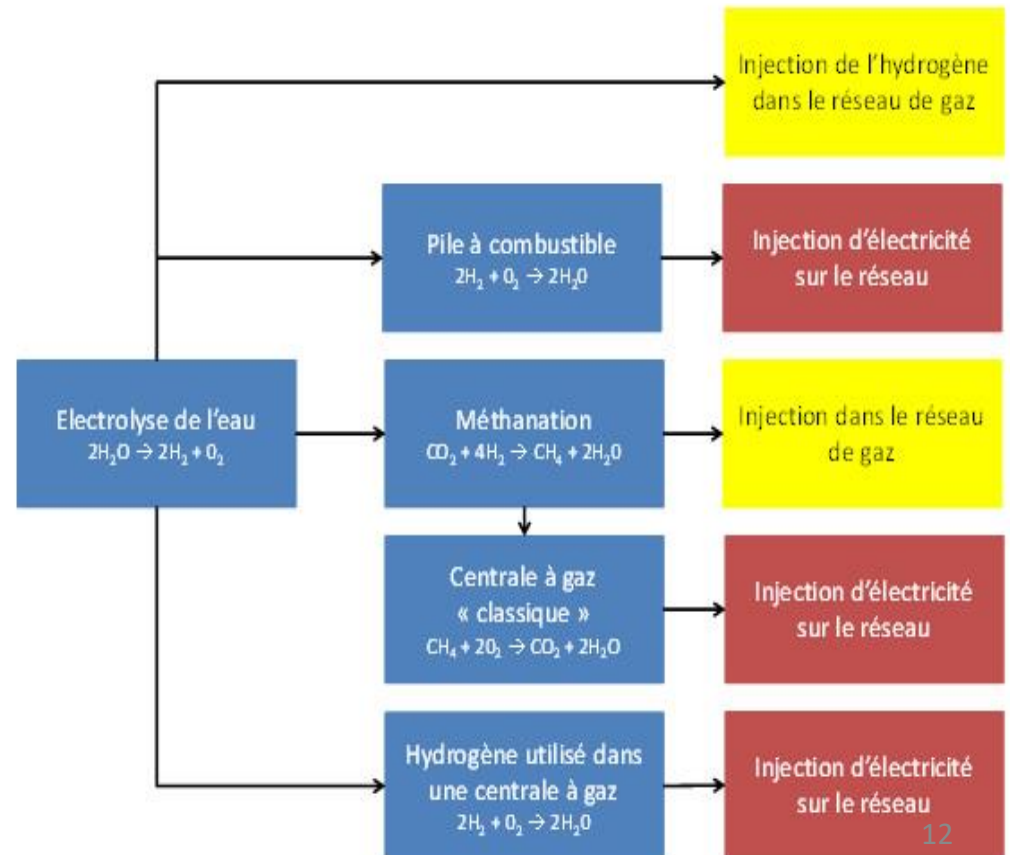 Injection de l'hydrogène
dans le réseau de gaz
Pile à combustible
2H₂ + O₂ → 2H₂O
Injection d'électricité
sur le réseau
Electrolyse de l'eau
2H₂O → 2H₂ + O₂
Méthanation
CO₂ + 4H₂ → CH₄ + 2H₂O
Injection dans le réseau
de gaz
Centrale à gaz
« classique »
CH₄ + 2O₂ → CO₂ + 2H₂O
Injection d'électricité
sur le réseau
Hydrogène utilisé dans
une centrale à gaz
2H₂ + O₂ → 2H₂O
Injection d'électricité
sur le réseau
12